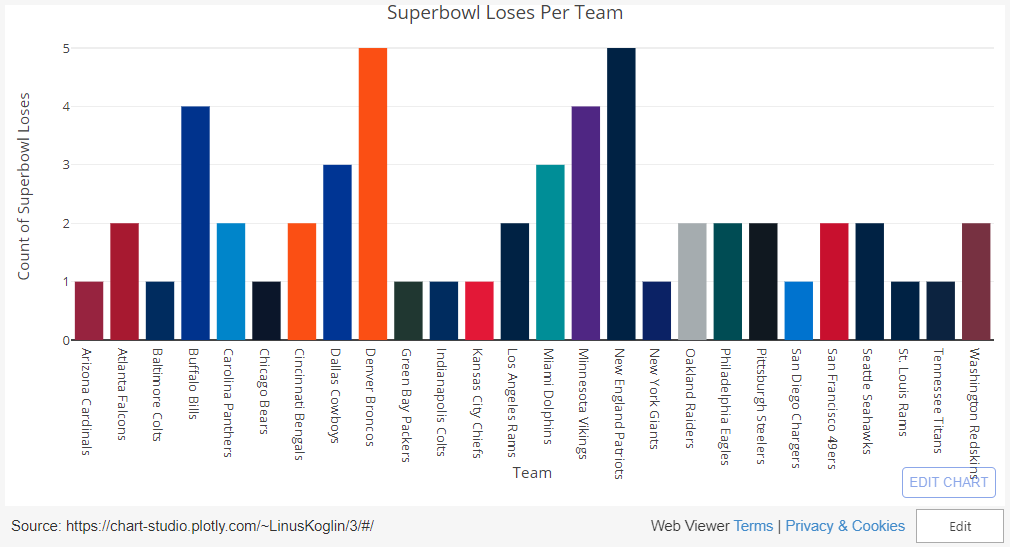 Superbowl Loses Per Team
Count of Superbowl Loses
5
4
3
2
1
0
Arizona Cardinals
Atlanta Falcons
Baltimore Colts
Buffalo Bills
Carolina Panthers
Chicago Bears
Cincinnati Bengals
Dallas Cowboys
Denver Broncos
Green Bay Packers
Indianapolis Colts
Kansas City Chiefs
Los Angeles Rams
Miami Dolphins
Minnesota Vikings
New England Patriots
New York Giants
Oakland Raiders
Philadelphia Eagles
Pittsburgh Steelers
San Diego Chargers
San Francisco 49ers
Seattle Seahawks
St. Louis Rams
Tennessee Titans
Washington Redskins
Team
EDIT CHART
Source: https://chart-studio.plotly.com/~LinusKoglin/3/#/ Web Viewer Terms | Privacy & Cookies Edit